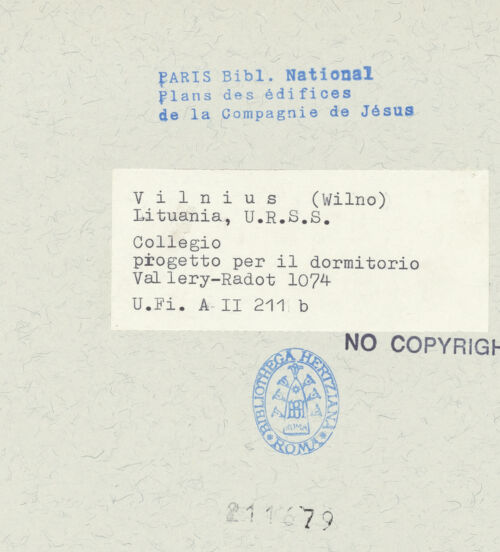 PARIS Bibl. National
Plans des édifices
de la Compagnie de Jésus
Vilnius (Wilno)
Lituania, U.R.S.S.
Collegio
progetto per il dormitorio
Vallery-Radot 1074
U.Fi. A II 211 b
NO COPYRIGH
BIBLIOTHECA HERTZIANA
ROMA
211679